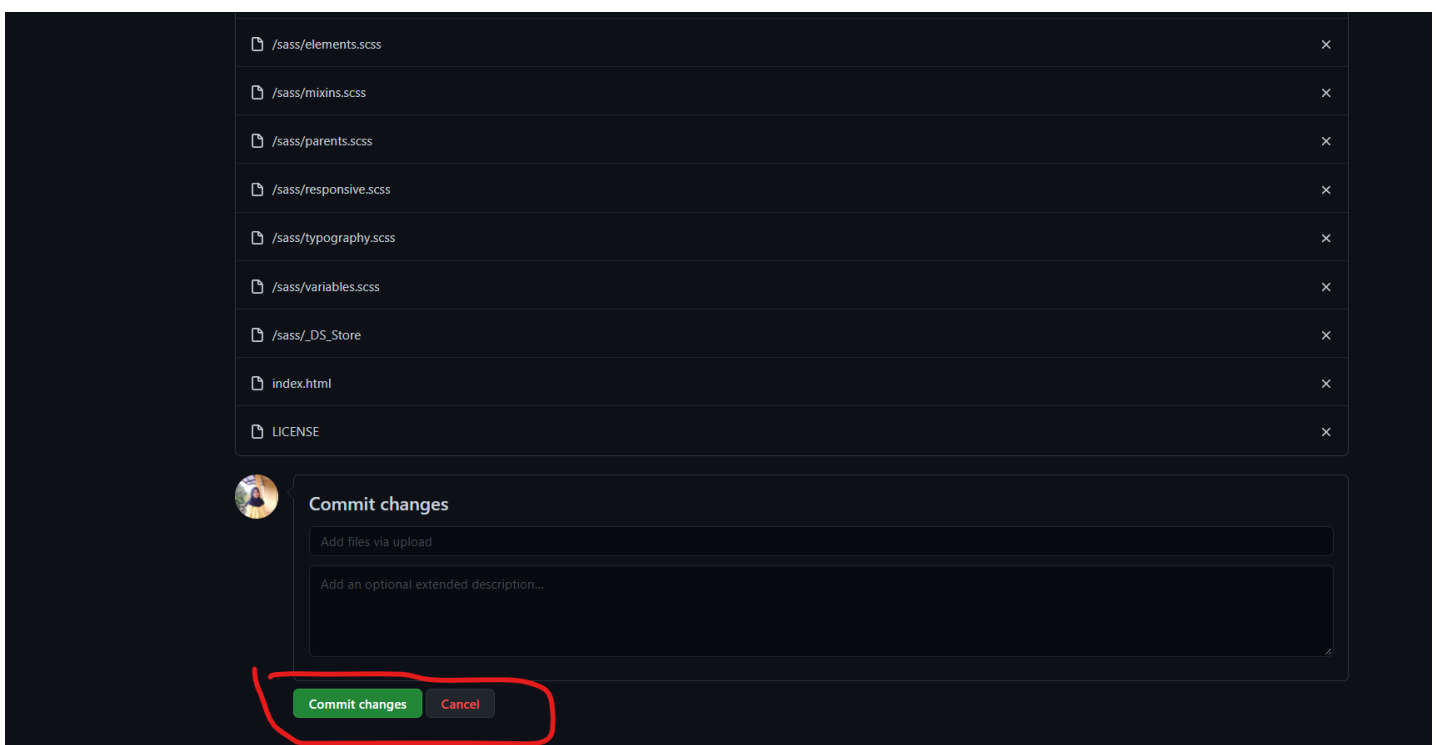 /sass/elements.scss
/sass/mixins.scss
/sass/parents.scss
/sass/responsive.scss
/sass/typography.scss
/sass/variables.scss
/sass/_DS_Store
index.html
LICENSE
Commit changes
Add files via upload
Add an optional extended description...
Commit changes Cancel